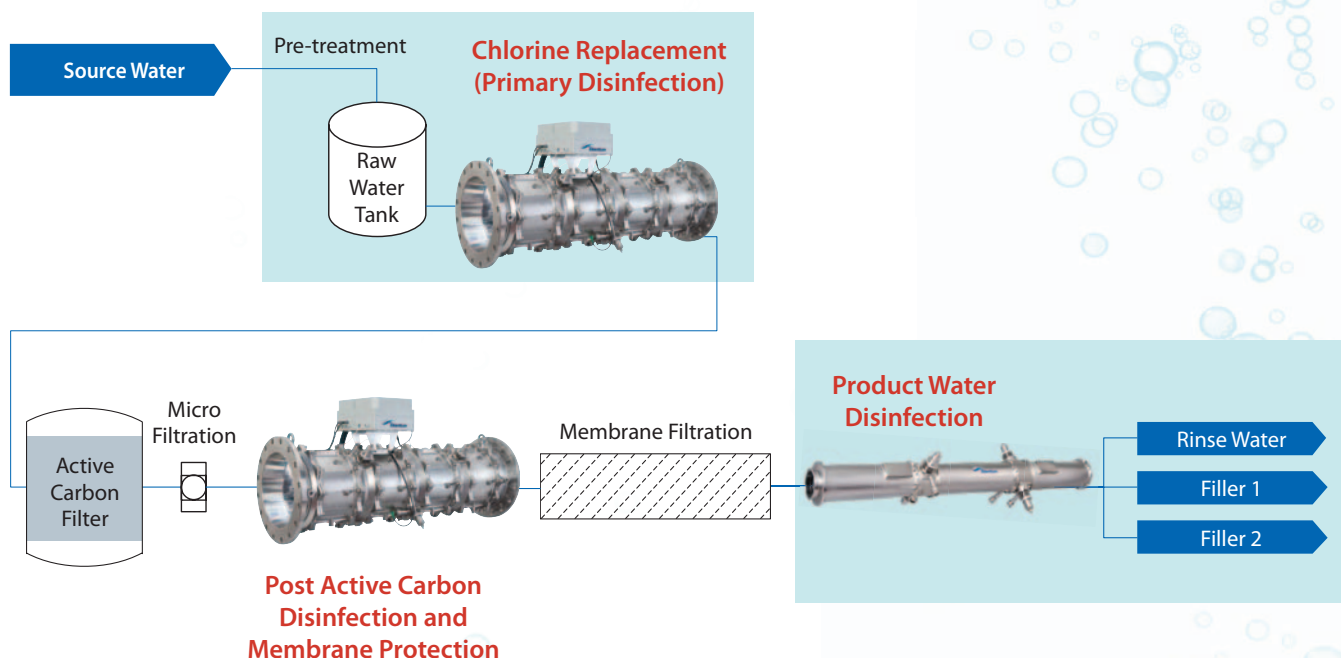 Source Water
Pre-treatment
Chlorine Replacement
(Primary Disinfection)
Raw
Water
Tank
Active
Carbon
Filter
Micro
Filtration
Post Active Carbon
Disinfection and
Membrane Protection
Membrane Filtration
Product Water
Disinfection
Rinse Water
Filler 1
Filler 2